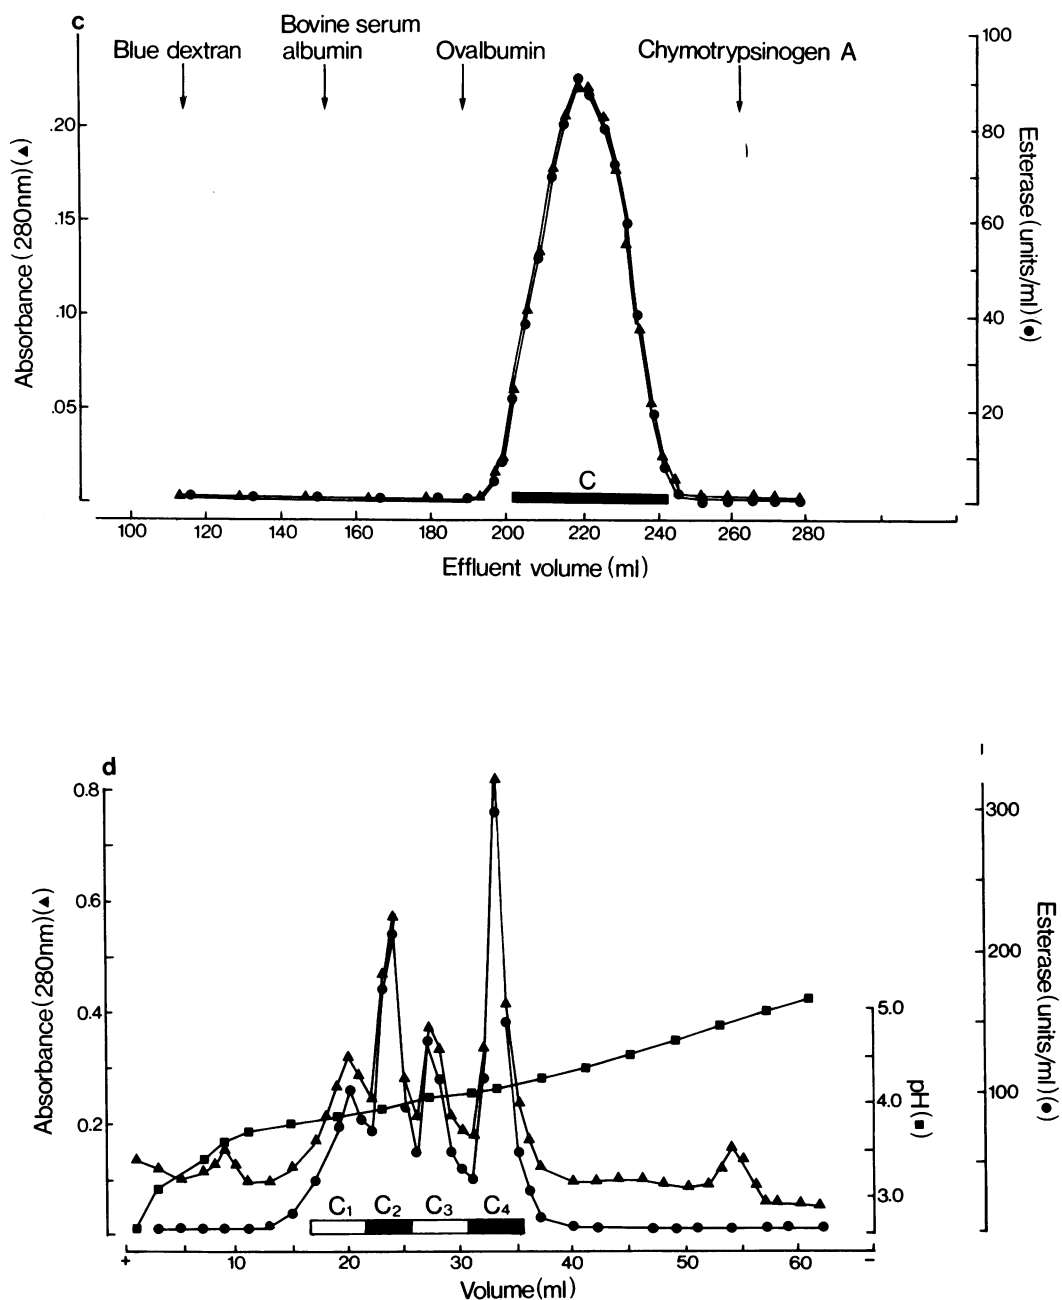 c
Blue dextran
Bovine serum
albumin
Ovalbumin
Chymotrypsinogen A
100
80
60
40
20
.20
.15
.10
.05
Absorbance (280nm)(▲)
Esterase (units/ml)(●)
C
100 120 140 160 180 200 220 240 260 280
Effluent volume (ml)
d
0.8
0.6
0.4
0.2
Absorbance (280nm)(▲)
300
200
100
Esterase (units/ml)(●)
5.0
4.0
3.0
pH (■)
C₁ C₂ C₃ C₄
+ 10 20 30 40 50 60 −
Volume (ml)